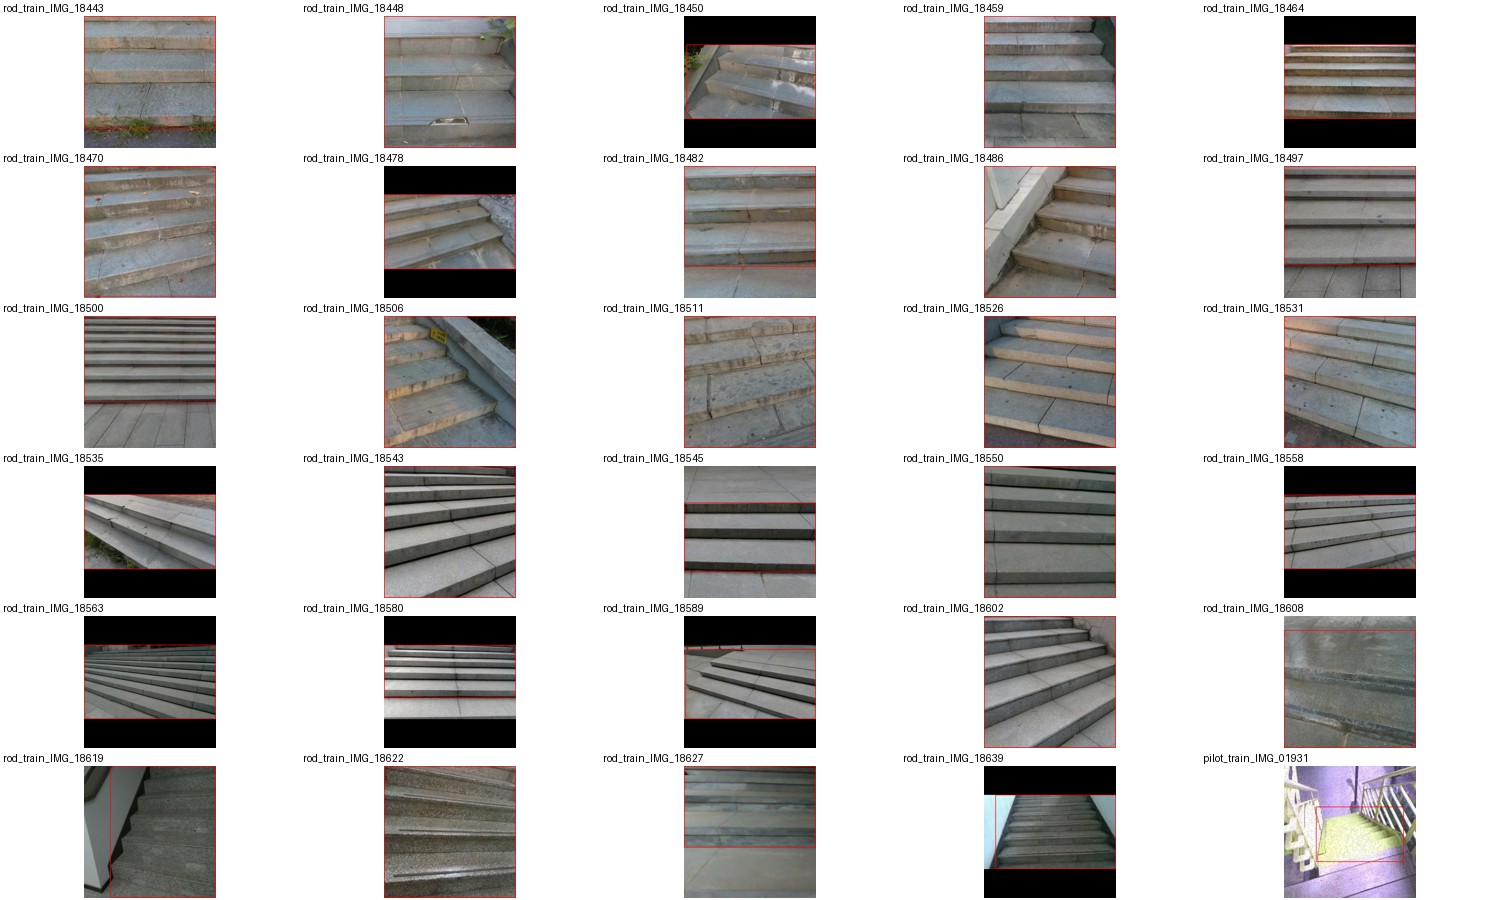 rod_train_IMG_18443
rod_train_IMG_18448
rod_train_IMG_18450
rod_train_IMG_18459
rod_train_IMG_18464
rod_train_IMG_18470
rod_train_IMG_18478
rod_train_IMG_18482
rod_train_IMG_18486
rod_train_IMG_18497
rod_train_IMG_18500
rod_train_IMG_18506
rod_train_IMG_18511
rod_train_IMG_18526
rod_train_IMG_18531
rod_train_IMG_18535
rod_train_IMG_18543
rod_train_IMG_18545
rod_train_IMG_18550
rod_train_IMG_18558
rod_train_IMG_18563
rod_train_IMG_18580
rod_train_IMG_18589
rod_train_IMG_18602
rod_train_IMG_18608
rod_train_IMG_18619
rod_train_IMG_18622
rod_train_IMG_18627
rod_train_IMG_18639
pilot_train_IMG_01931